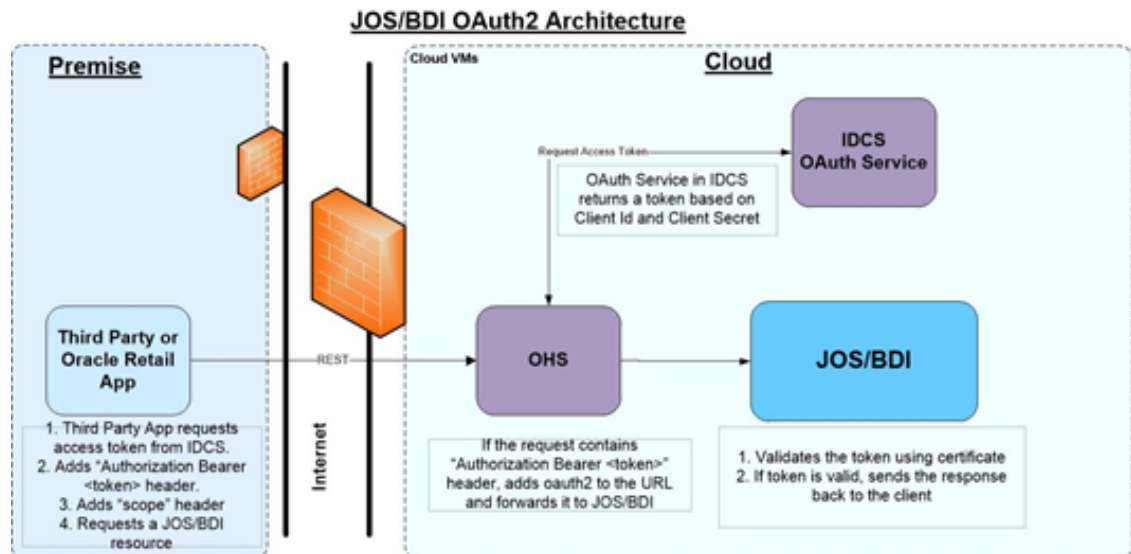 JOS/BDI OAuth2 Architecture
Premise
Cloud VMs
Cloud
IDCS
OAuth Service
Request Access Token
OAuth Service in IDCS
returns a token based on
Client Id and Client Secret
Third Party or
Oracle Retail
App
REST
OHS
JOS/BDI
Internet
1. Third Party App requests
access token from IDCS.
2. Adds “Authorization Bearer
<token> header.
3. Adds “scope” header
4. Requests a JOS/BDI
resource
If the request contains
“Authorization Bearer <token>”
header, adds oauth2 to the URL
and forwards it to JOS/BDI
1. Validates the token using certificate
2. If token is valid, sends the response
back to the client